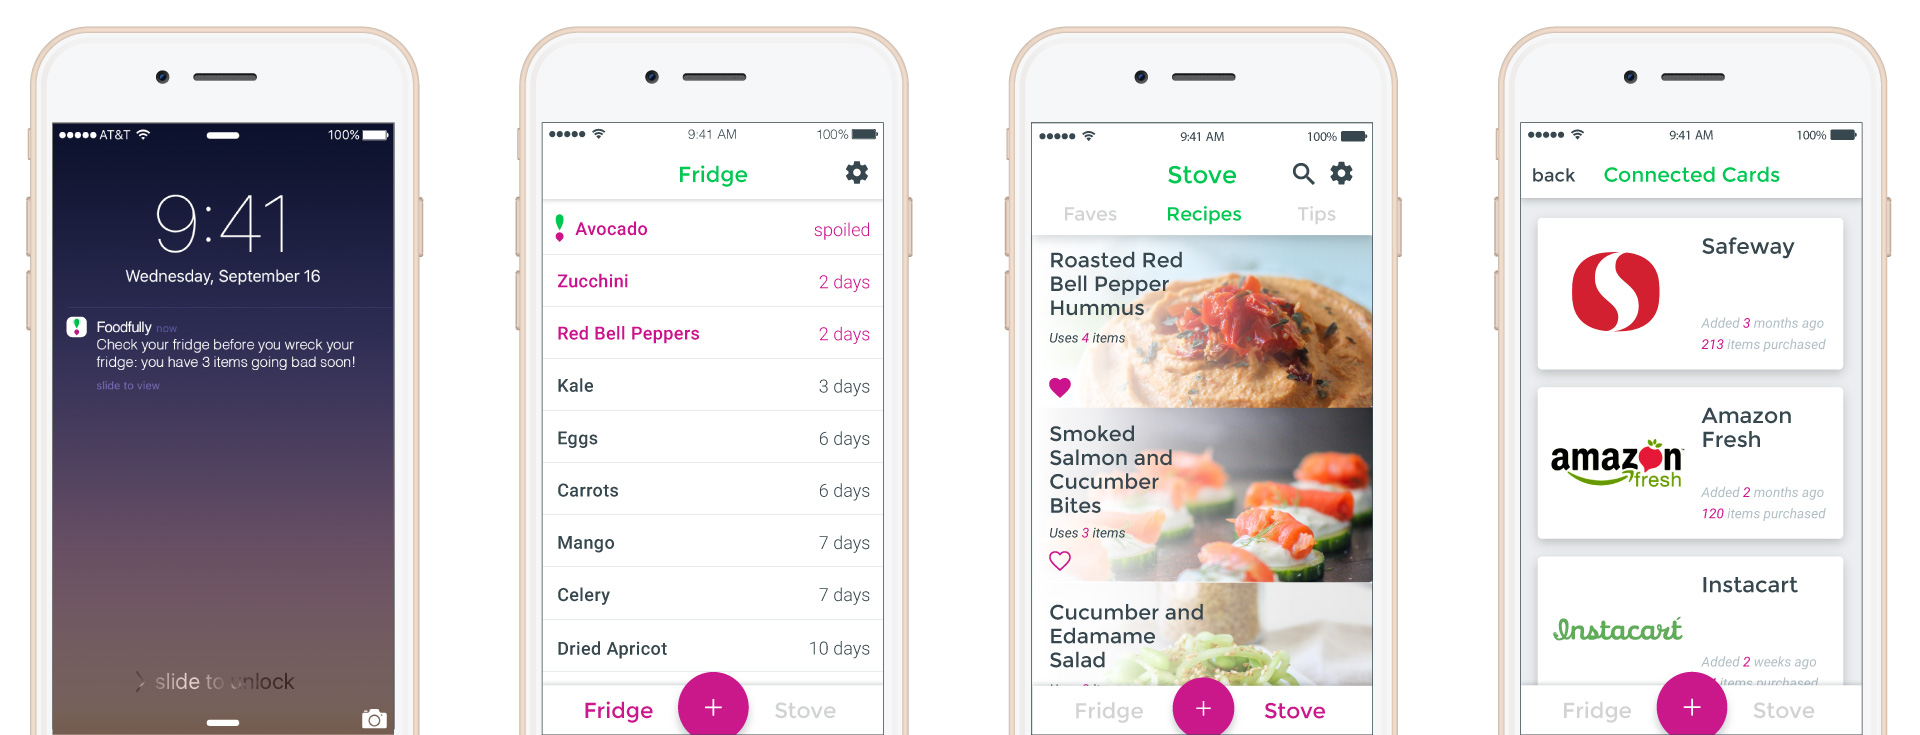 AT&T 100%
9:41
Wednesday, September 16
Foodfully now
Check your fridge before you wreck your
fridge: you have 3 items going bad soon!
slide to view
slide to unlock
9:41 AM 100%
Fridge
Avocado spoiled
Zucchini 2 days
Red Bell Peppers 2 days
Kale 3 days
Eggs 6 days
Carrots 6 days
Mango 7 days
Celery 7 days
Dried Apricot 10 days
Fridge + Stove
9:41 AM 100%
Stove
Faves Recipes Tips
Roasted Red
Bell Pepper
Hummus
Uses 4 items
Smoked
Salmon and
Cucumber
Bites
Uses 3 items
Cucumber and
Edamame
Salad
Fridge + Stove
9:41 AM 100%
back Connected Cards
Safeway
Added 3 months ago
213 items purchased
amazon
fresh
Amazon
Fresh
Added 2 months ago
120 items purchased
Instacart
Instacart
Added 2 weeks ago
items purchased
Fridge + Stove